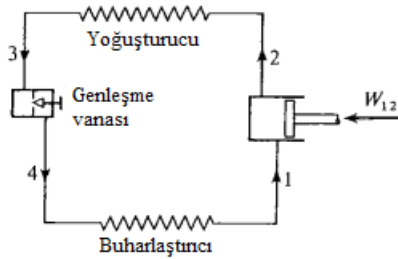 Yoğuşturucu
3
2
Genleşme
vanası
W12
4
1
Buharlaştırıcı